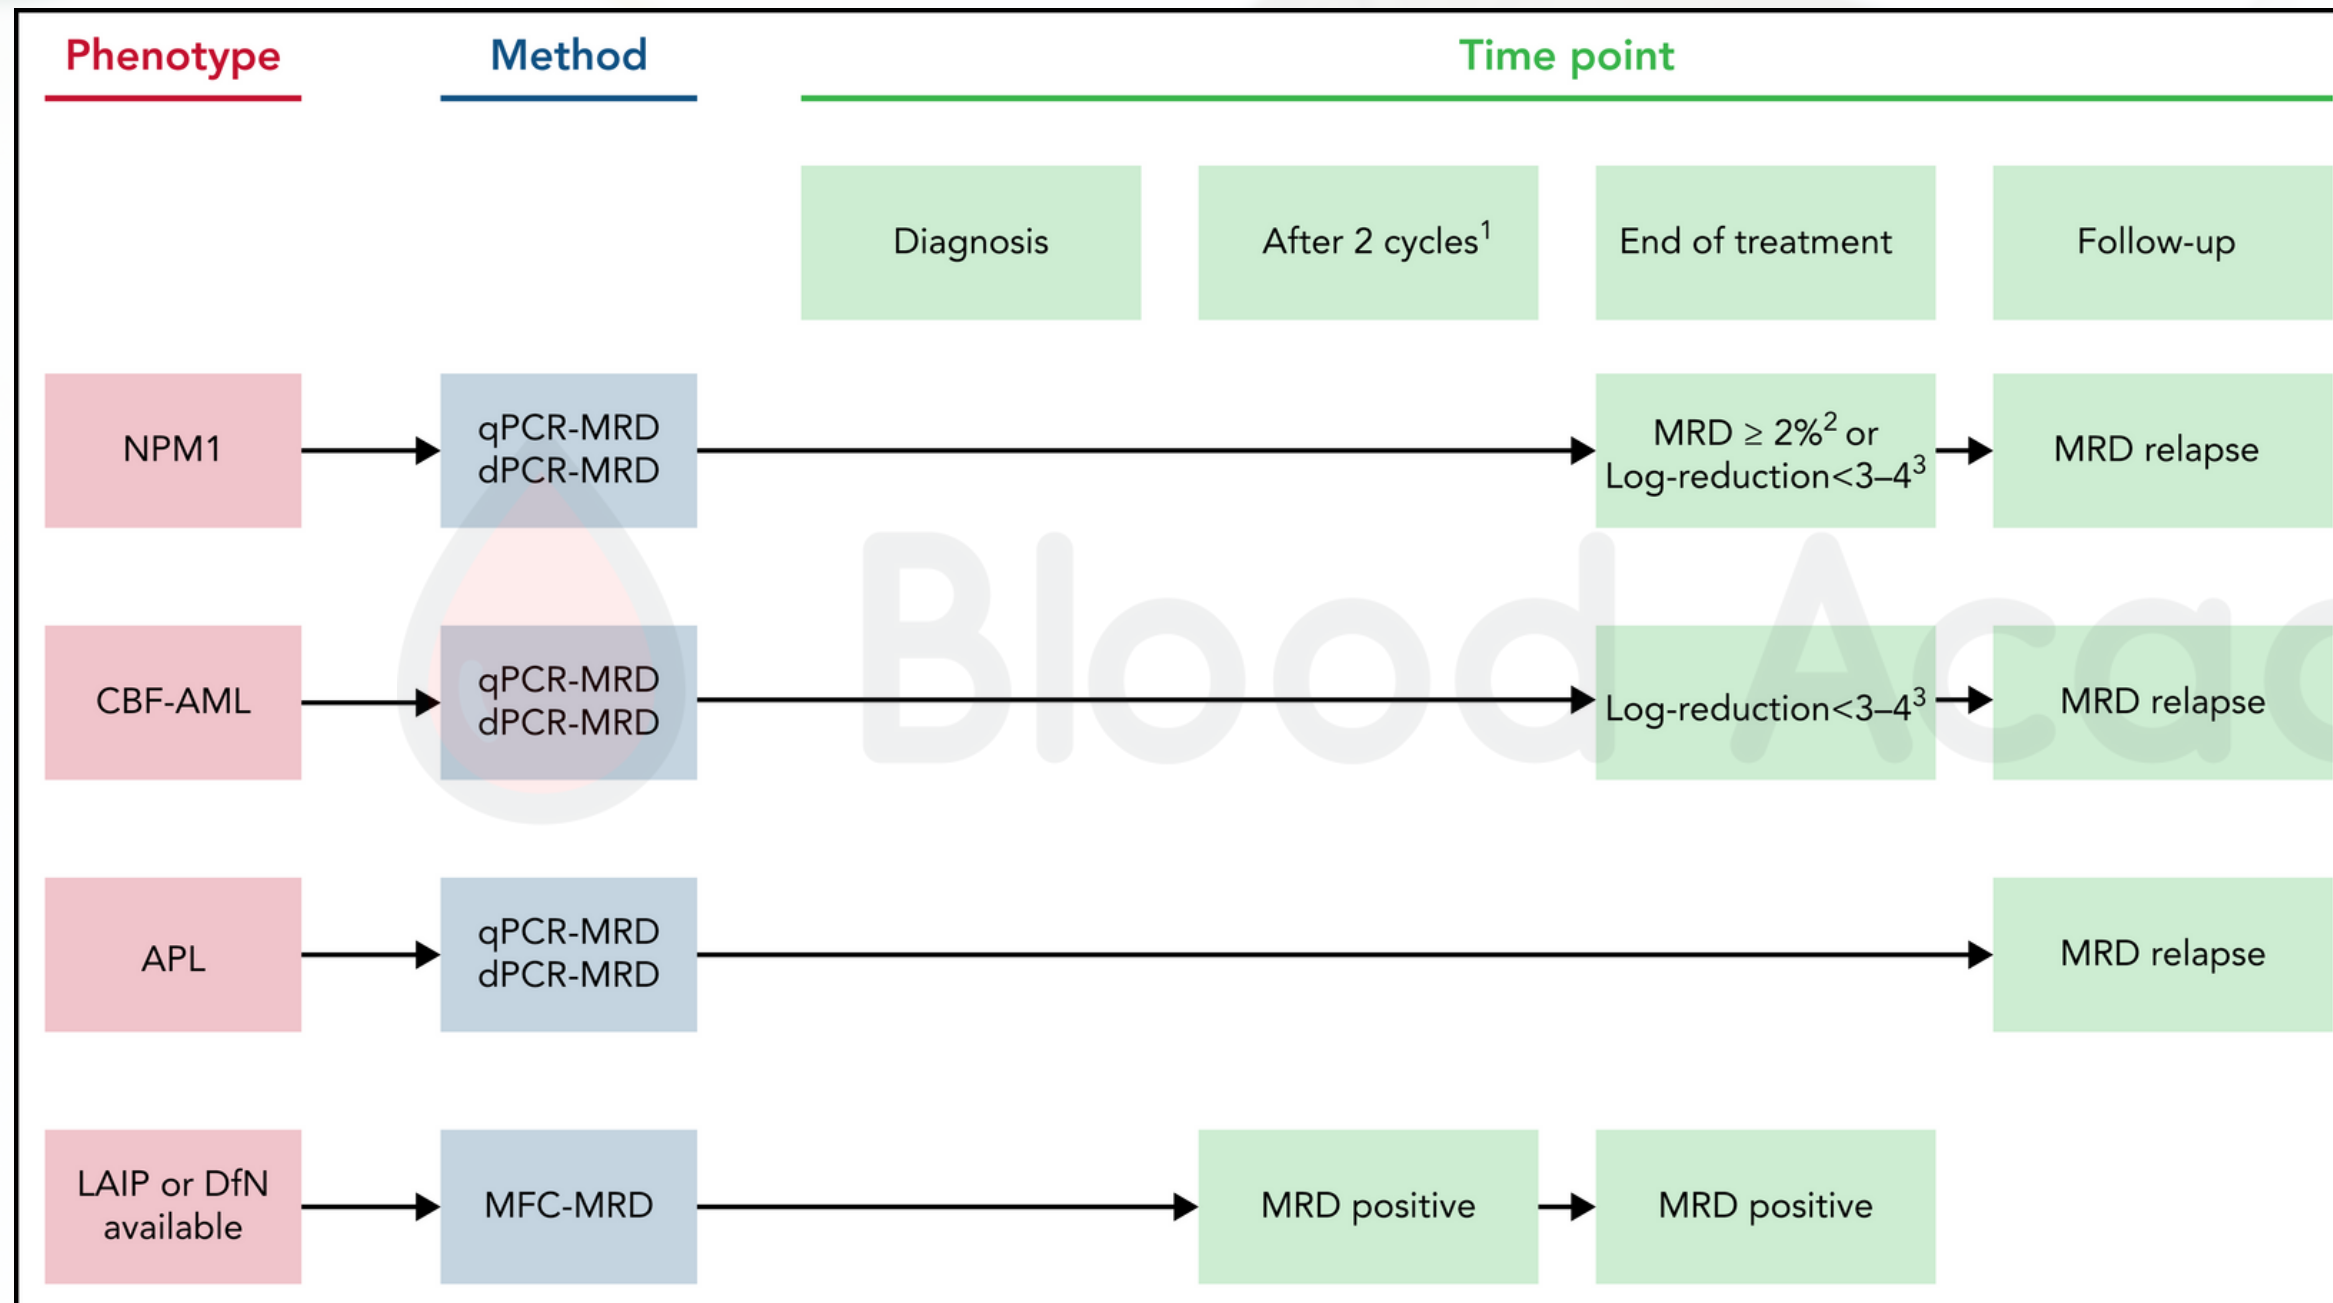 Phenotype
Method
Time point
Diagnosis
After 2 cycles1
End of treatment
Follow-up
NPM1
qPCR-MRD
dPCR-MRD
MRD ≥ 2%2 or
Log-reduction<3–43
MRD relapse
CBF-AML
qPCR-MRD
dPCR-MRD
Log-reduction<3–43
MRD relapse
APL
qPCR-MRD
dPCR-MRD
MRD relapse
LAIP or DfN
available
MFC-MRD
MRD positive
MRD positive
Blood Aca